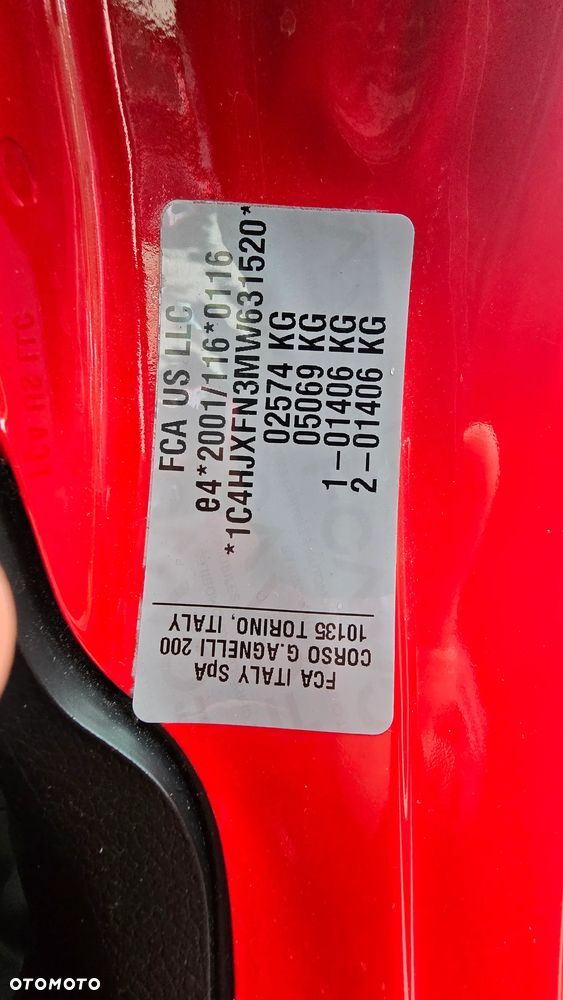 FCA US LLC
e4*2001/116*0116
*1C4HJXFN3MW631520*
02574 KG
05069 KG
1-01406 KG
2-01406 KG
FCA ITALY SpA
CORSO G.AGNELLI 200
10135 TORINO, ITALY
OTOMOTO